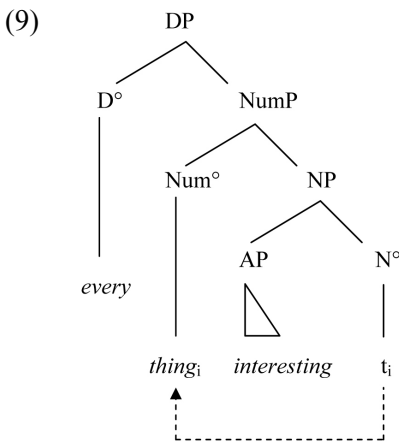 (9) DP
D° NumP
Num° NP
AP N°
every
thingi interesting ti